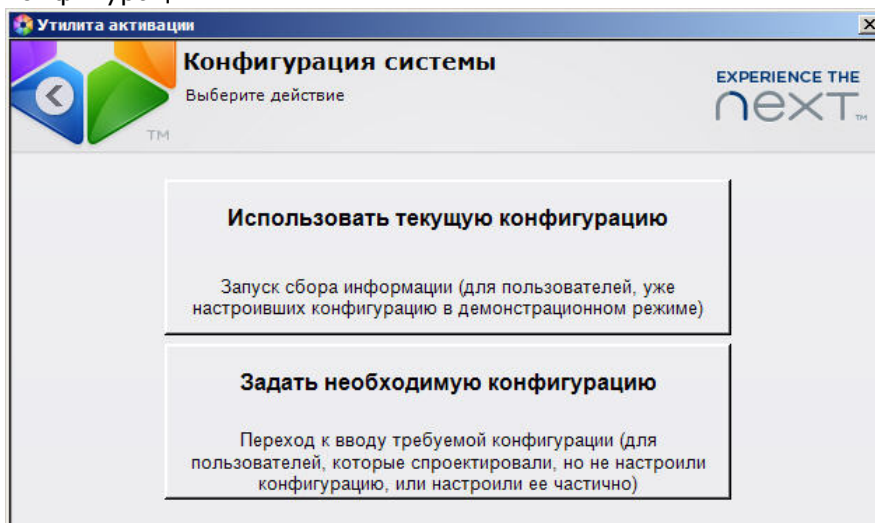 Утилита активации
Конфигурация системы
Выберите действие
EXPERIENCE THE
next TM
TM
Использовать текущую конфигурацию
Запуск сбора информации (для пользователей, уже
настроивших конфигурацию в демонстрационном режиме)
Задать необходимую конфигурацию
Переход к вводу требуемой конфигурации (для
пользователей, которые спроектировали, но не настроили
конфигурацию, или настроили ее частично)